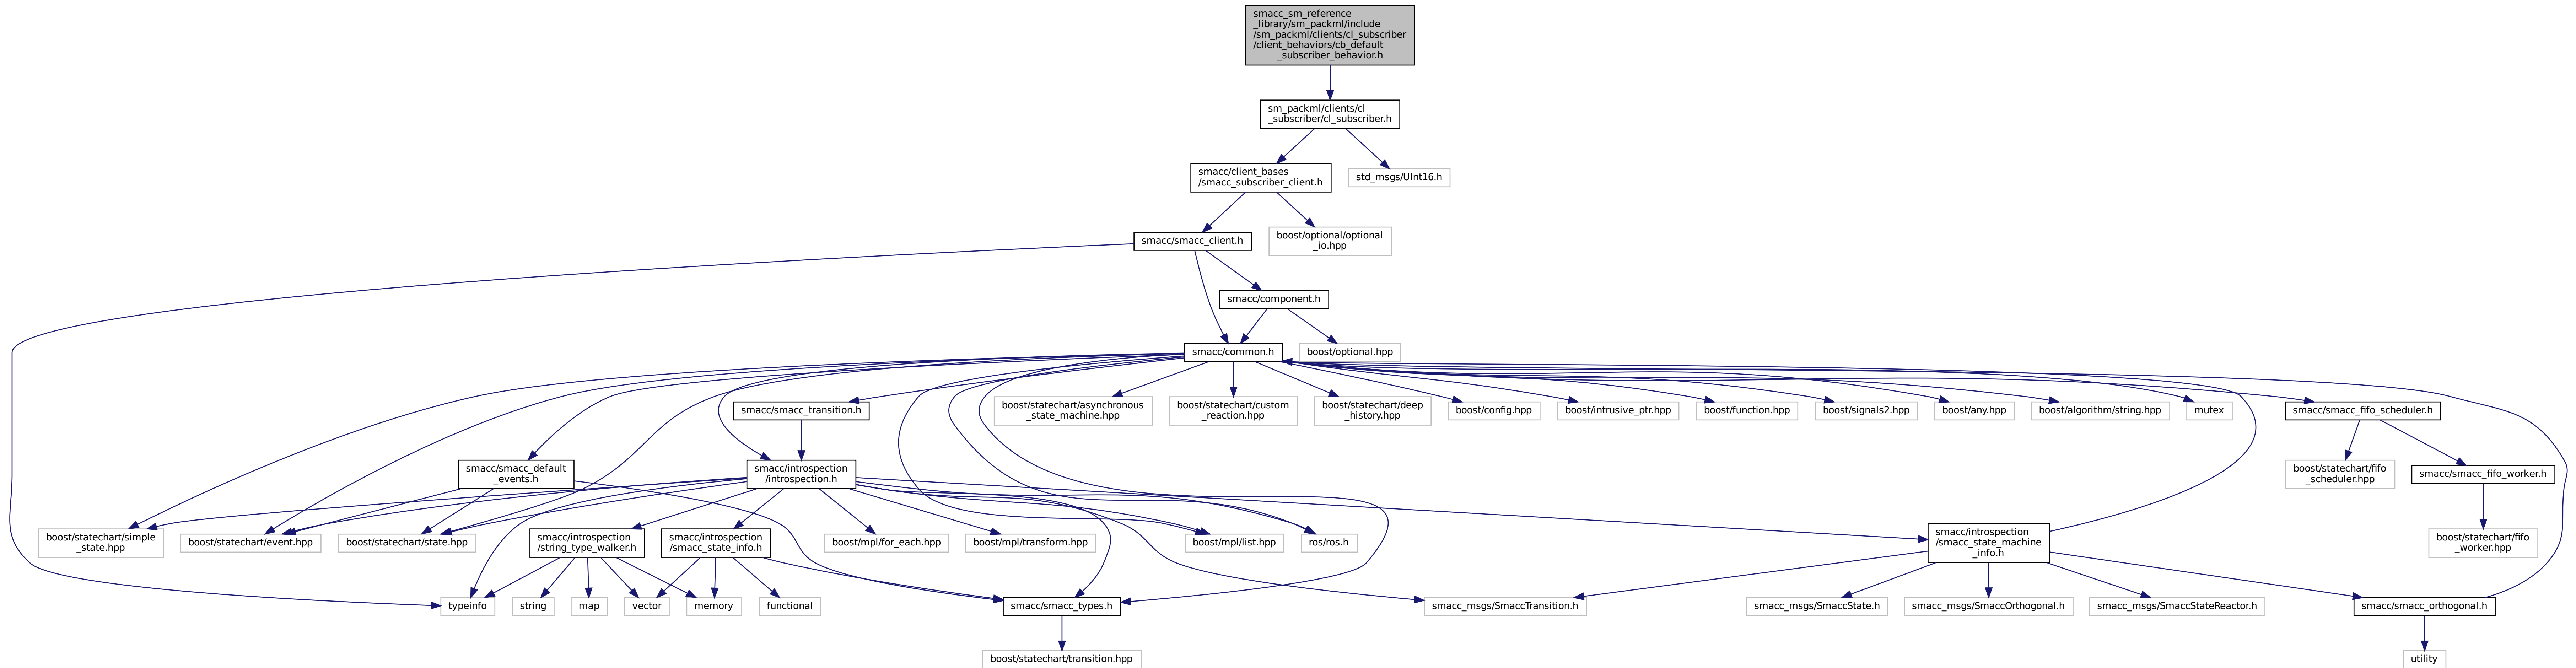 smacc_sm_reference
_library/sm_packml/include
/sm_packml/clients/cl_subscriber
/client_behaviors/cb_default
_subscriber_behavior.h
sm_packml/clients/cl
_subscriber/cl_subscriber.h
smacc/client_bases
/smacc_subscriber_client.h
std_msgs/UInt16.h
smacc/smacc_client.h
boost/optional/optional
_io.hpp
smacc/component.h
smacc/common.h
boost/optional.hpp
smacc/smacc_transition.h
boost/statechart/asynchronous
_state_machine.hpp
boost/statechart/custom
_reaction.hpp
boost/statechart/deep
_history.hpp
boost/config.hpp
boost/intrusive_ptr.hpp
boost/function.hpp
boost/signals2.hpp
boost/any.hpp
boost/algorithm/string.hpp
mutex
smacc/smacc_fifo_scheduler.h
smacc/smacc_default
_events.h
smacc/introspection
/introspection.h
boost/statechart/fifo
_scheduler.hpp
smacc/smacc_fifo_worker.h
boost/statechart/simple
_state.hpp
boost/statechart/event.hpp
boost/statechart/state.hpp
smacc/introspection
/string_type_walker.h
smacc/introspection
/smacc_state_info.h
boost/mpl/for_each.hpp
boost/mpl/transform.hpp
boost/mpl/list.hpp
ros/ros.h
smacc/introspection
/smacc_state_machine
_info.h
boost/statechart/fifo
_worker.hpp
typeinfo
string
map
vector
memory
functional
smacc/smacc_types.h
smacc_msgs/SmaccTransition.h
smacc_msgs/SmaccState.h
smacc_msgs/SmaccOrthogonal.h
smacc_msgs/SmaccStateReactor.h
smacc/smacc_orthogonal.h
boost/statechart/transition.hpp
utility